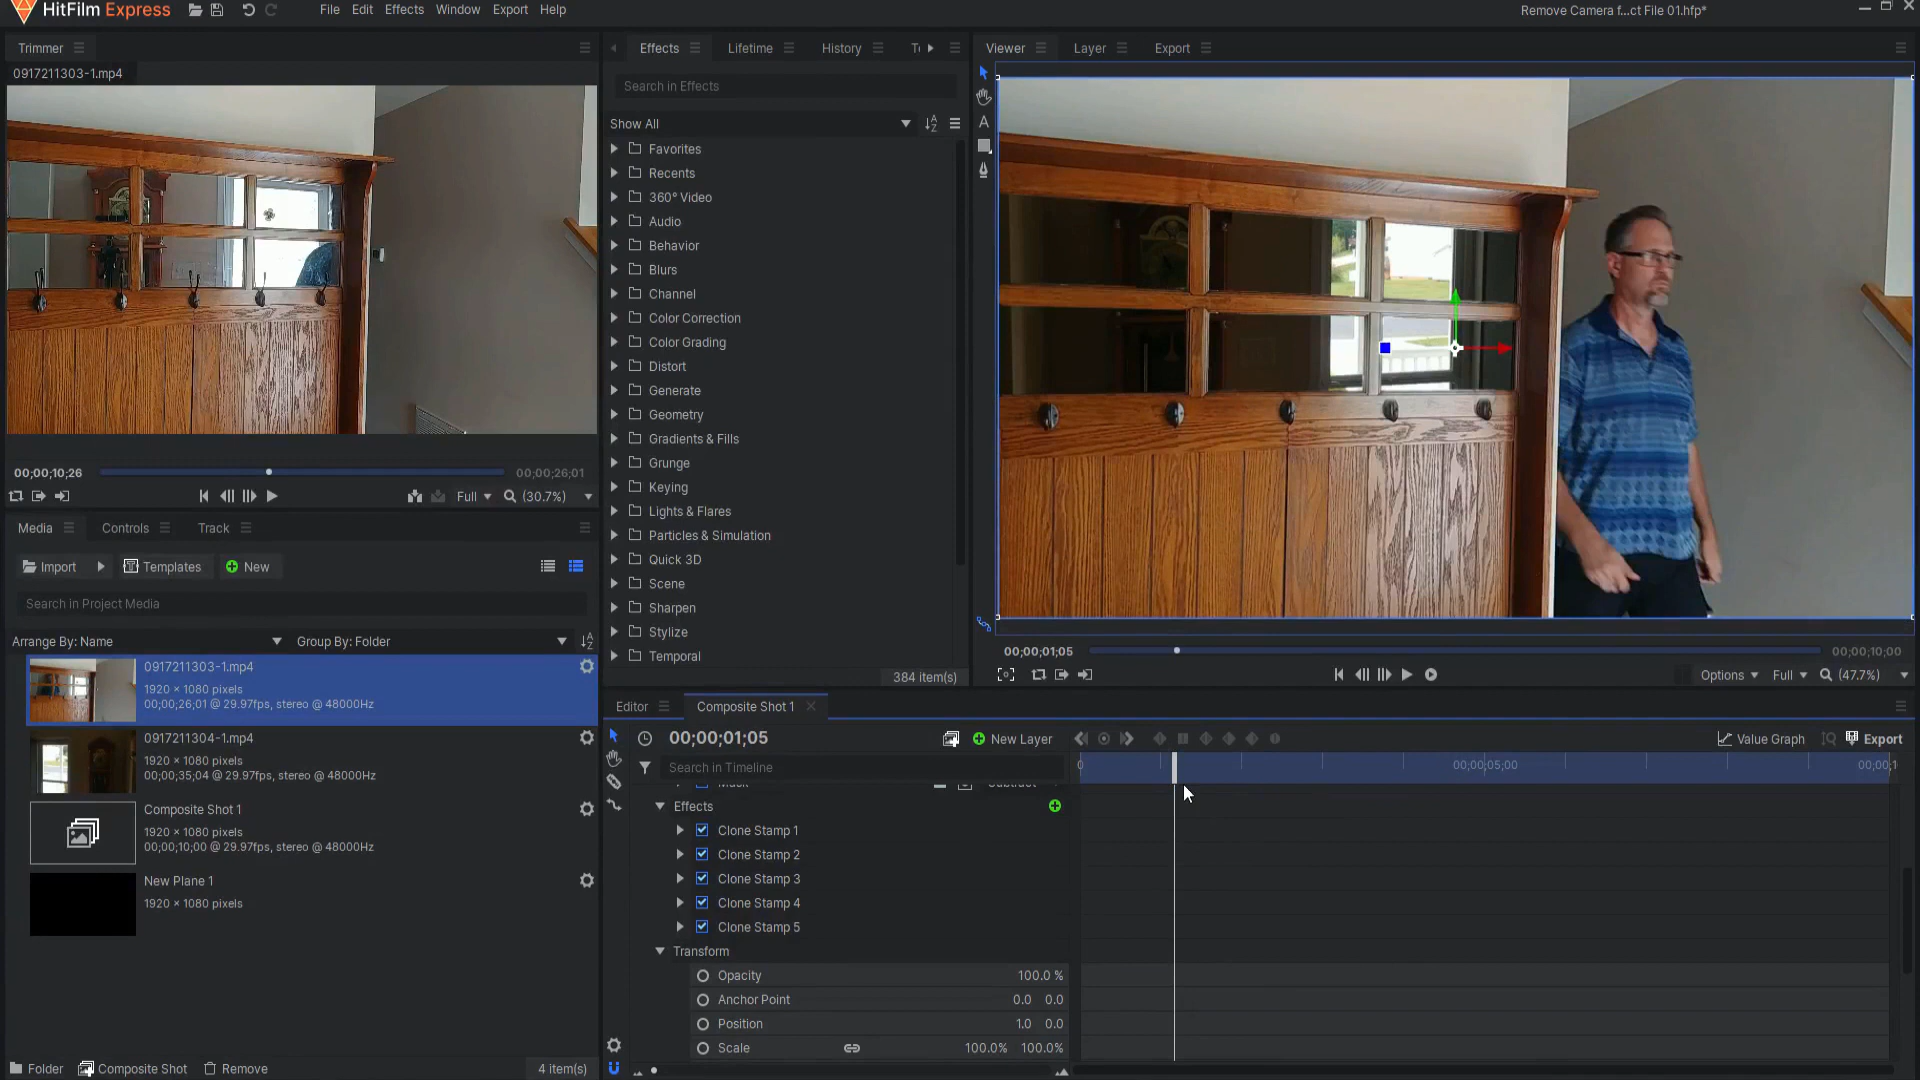 HitFilm Express
File Edit Effects Window Export Help
Remove Camera f...ct File 01.hfp*
Trimmer
0917211303-1.mp4
00;00;10;26
00;00;26;01
Full
(30.7%)
Media Controls Track
Import
Templates
New
Search in Project Media
Arrange By: Name
Group By: Folder
0917211303-1.mp4
1920 × 1080 pixels
00;00;26;01 @ 29.97fps, stereo @ 48000Hz
0917211304-1.mp4
1920 × 1080 pixels
00;00;35;04 @ 29.97fps, stereo @ 48000Hz
Composite Shot 1
1920 × 1080 pixels
00;00;10;00 @ 29.97fps, stereo @ 48000Hz
New Plane 1
1920 × 1080 pixels
Folder
Composite Shot
Remove
4 item(s)
Effects Lifetime History
Search in Effects
Show All
Favorites
Recents
360° Video
Audio
Behavior
Blurs
Channel
Color Correction
Color Grading
Distort
Generate
Geometry
Gradients & Fills
Grunge
Keying
Lights & Flares
Particles & Simulation
Quick 3D
Scene
Sharpen
Stylize
Temporal
384 item(s)
Viewer Layer Export
00;00;01;05
00;00;10;00
Options
Full
(47.7%)
Editor
Composite Shot 1
00;00;01;05
New Layer
Value Graph
Export
Search in Timeline
0
00;00;05;00
00;00;1
Effects
Clone Stamp 1
Clone Stamp 2
Clone Stamp 3
Clone Stamp 4
Clone Stamp 5
Transform
Opacity 100.0 %
Anchor Point 0.0 0.0
Position 1.0 0.0
Scale 100.0% 100.0%